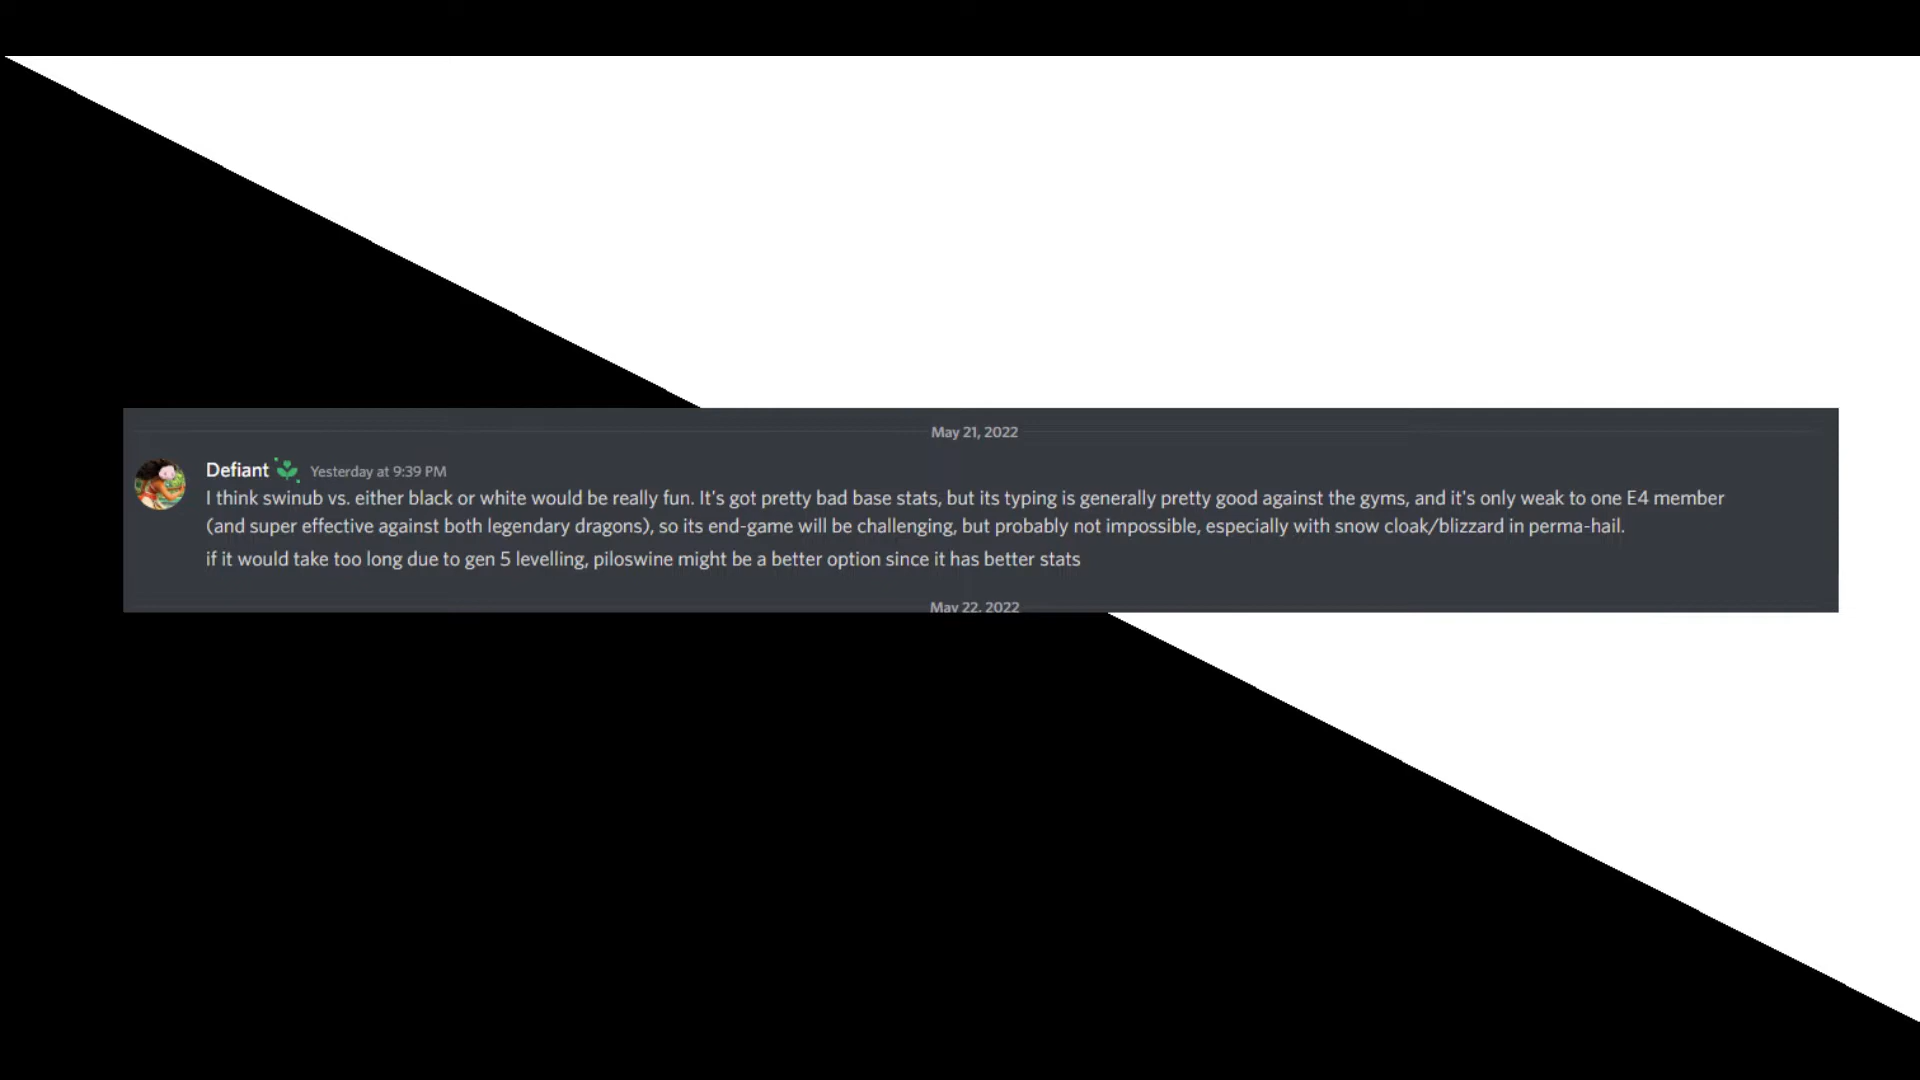 May 21, 2022
Defiant Yesterday at 9:39 PM
I think swinub vs. either black or white would be really fun. It's got pretty bad base stats, but its typing is generally pretty good against the gyms, and it's only weak to one E4 member
(and super effective against both legendary dragons), so its end-game will be challenging, but probably not impossible, especially with snow cloak/blizzard in perma-hail.
if it would take too long due to gen 5 levelling, piloswine might be a better option since it has better stats
May 22, 2022